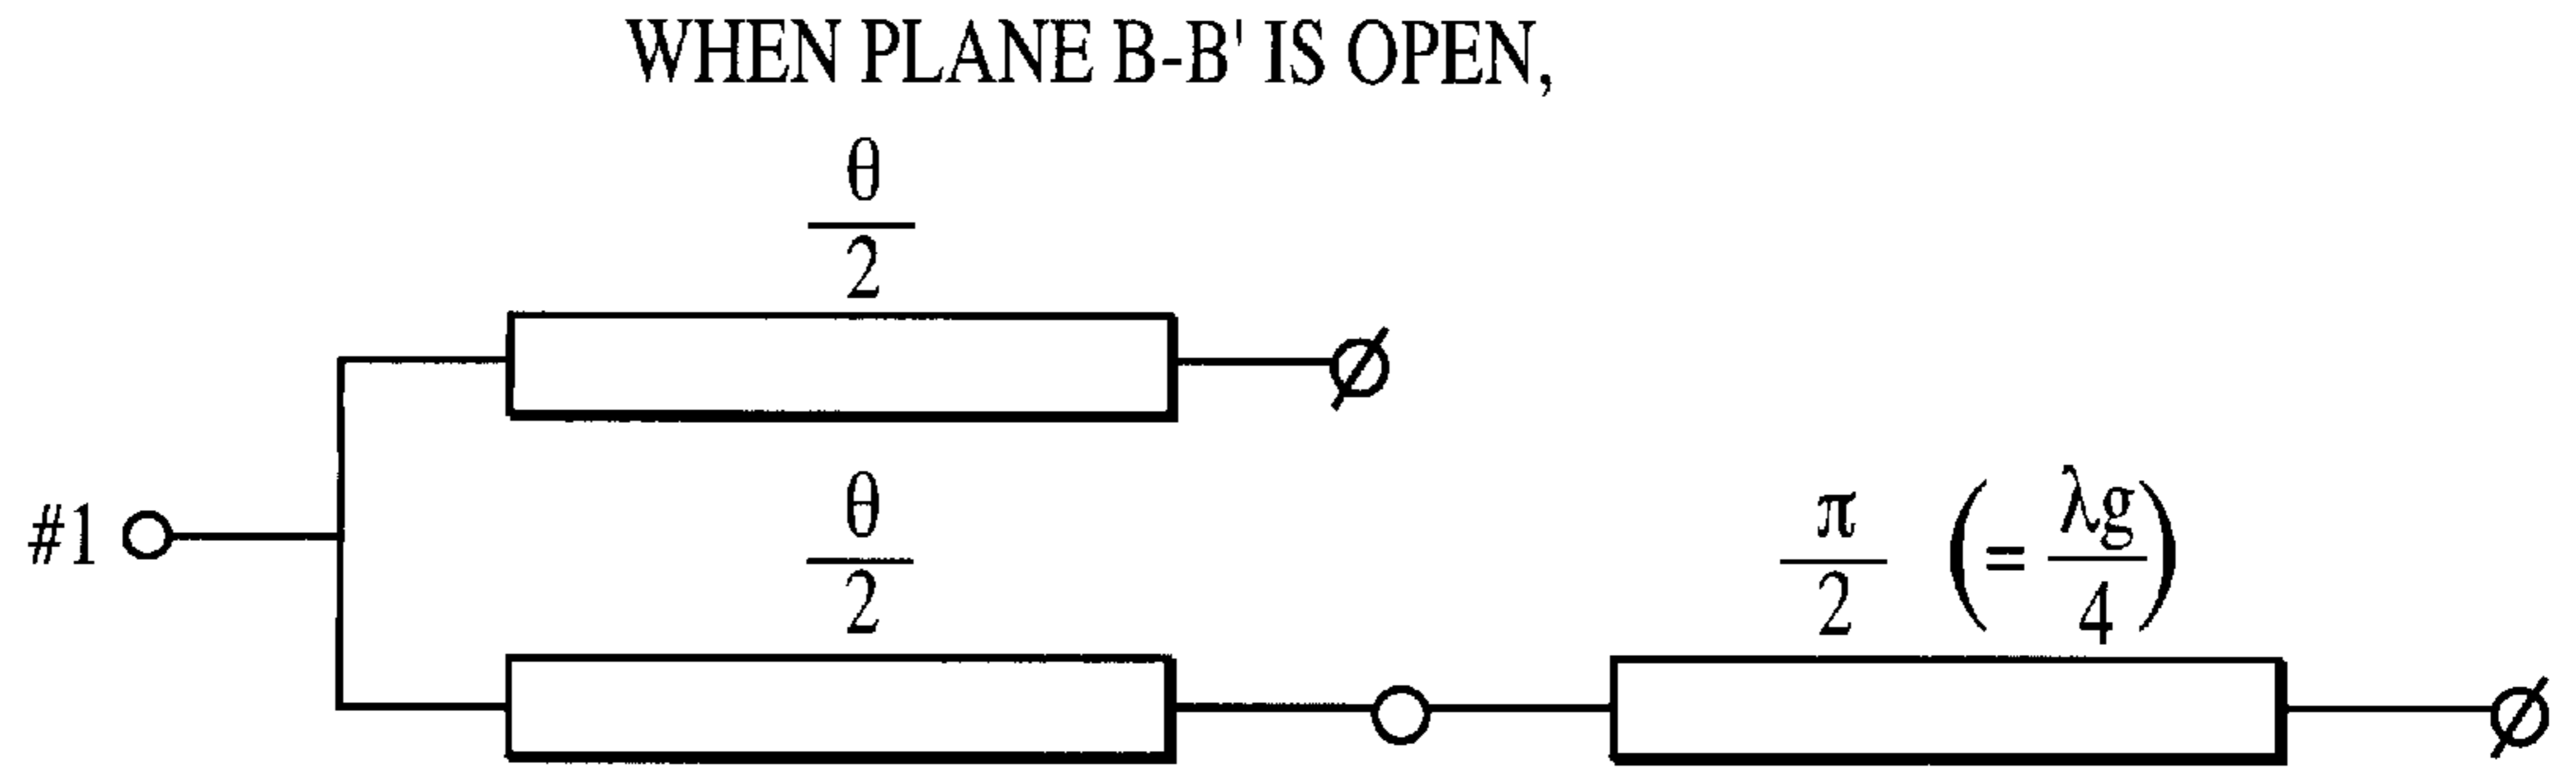 WHEN PLANE B-B' IS OPEN,
θ
2
#1
θ
2
π
2
(= λg
4)